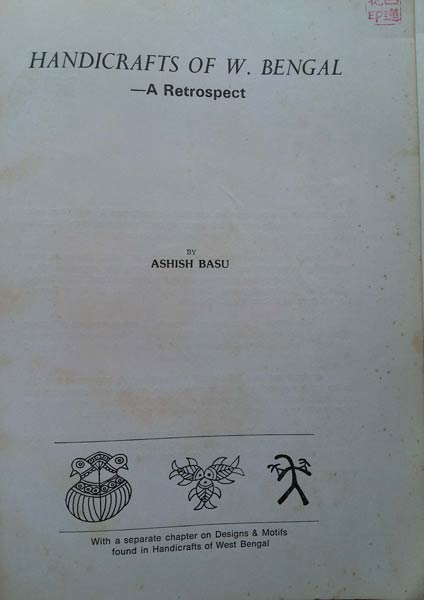 HANDICRAFTS OF W. BENGAL
—A Retrospect
BY
ASHISH BASU
With a separate chapter on Designs & Motifs
found in Handicrafts of West Bengal